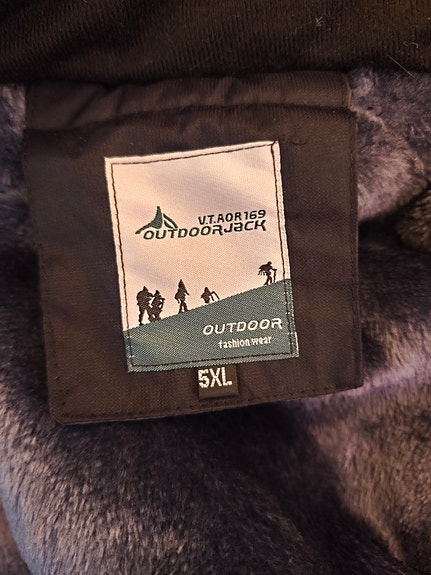 V.T.AOR169
OUTDOORJACK
OUTDOOR
fashion wear
5XL